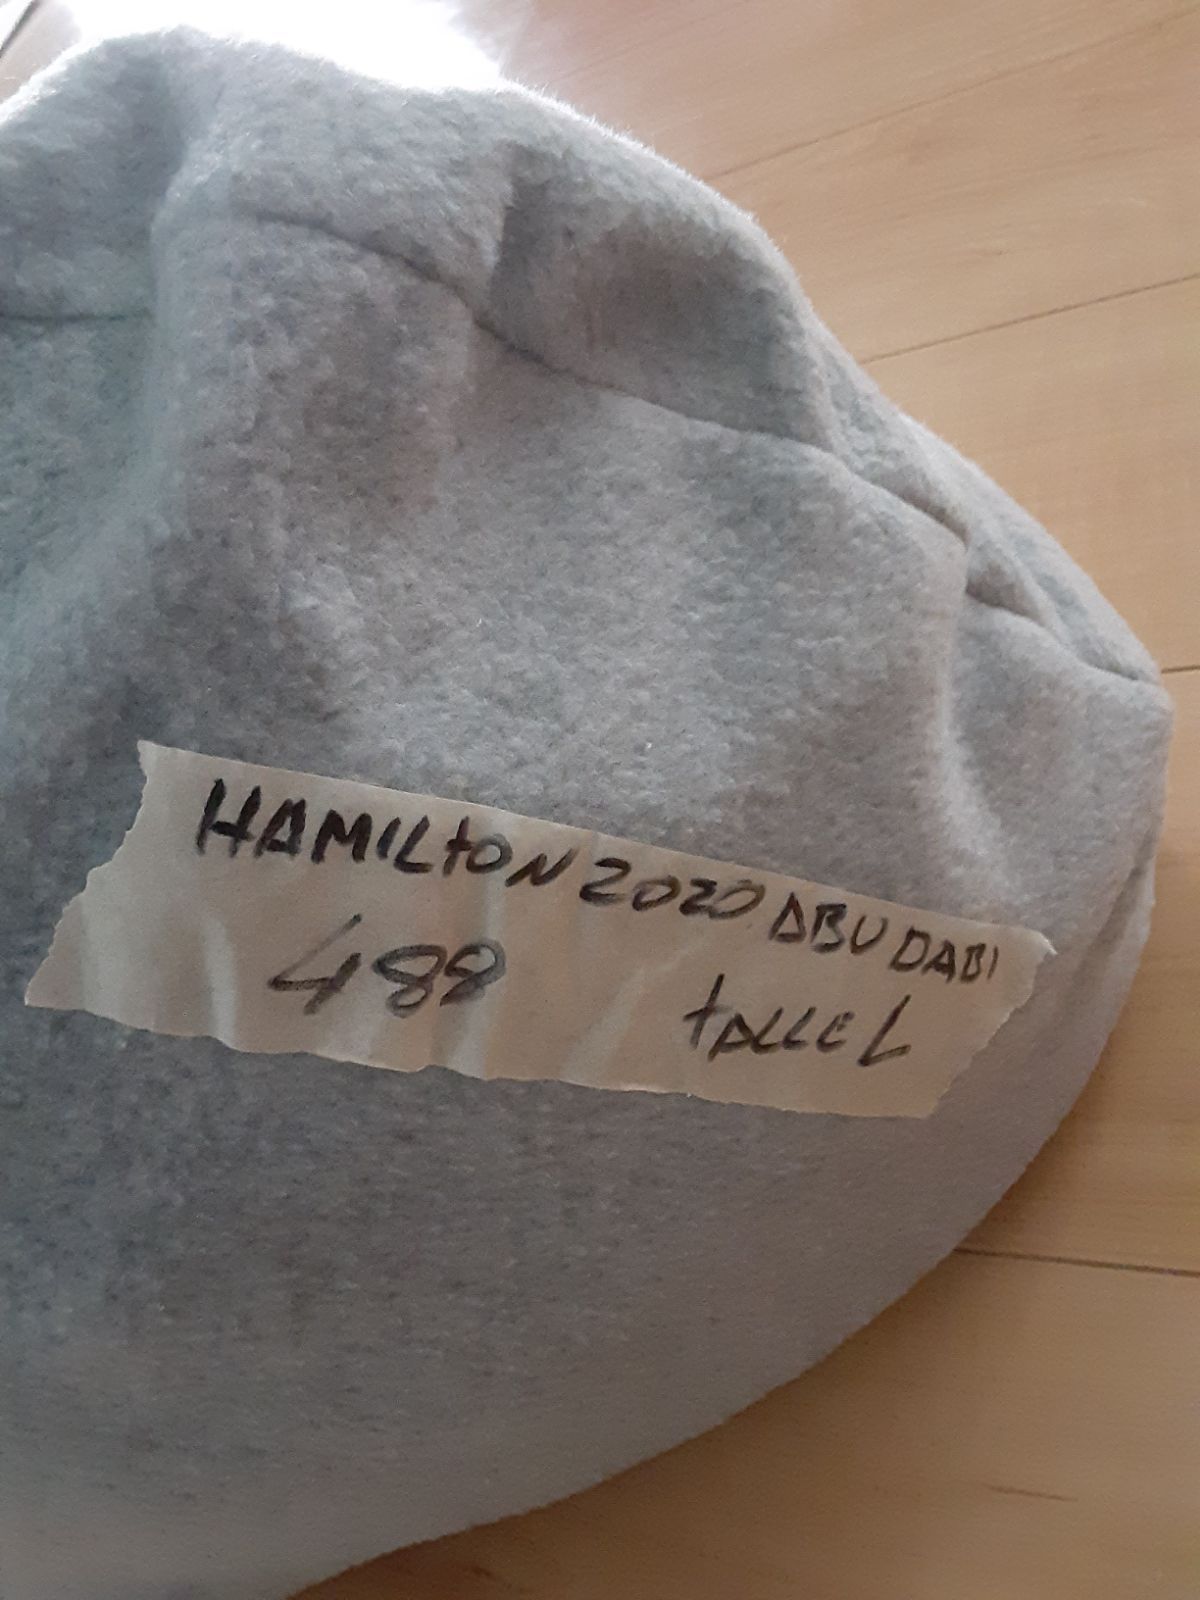 HAMILTON 2020 ABU DABI
488 tALLE L